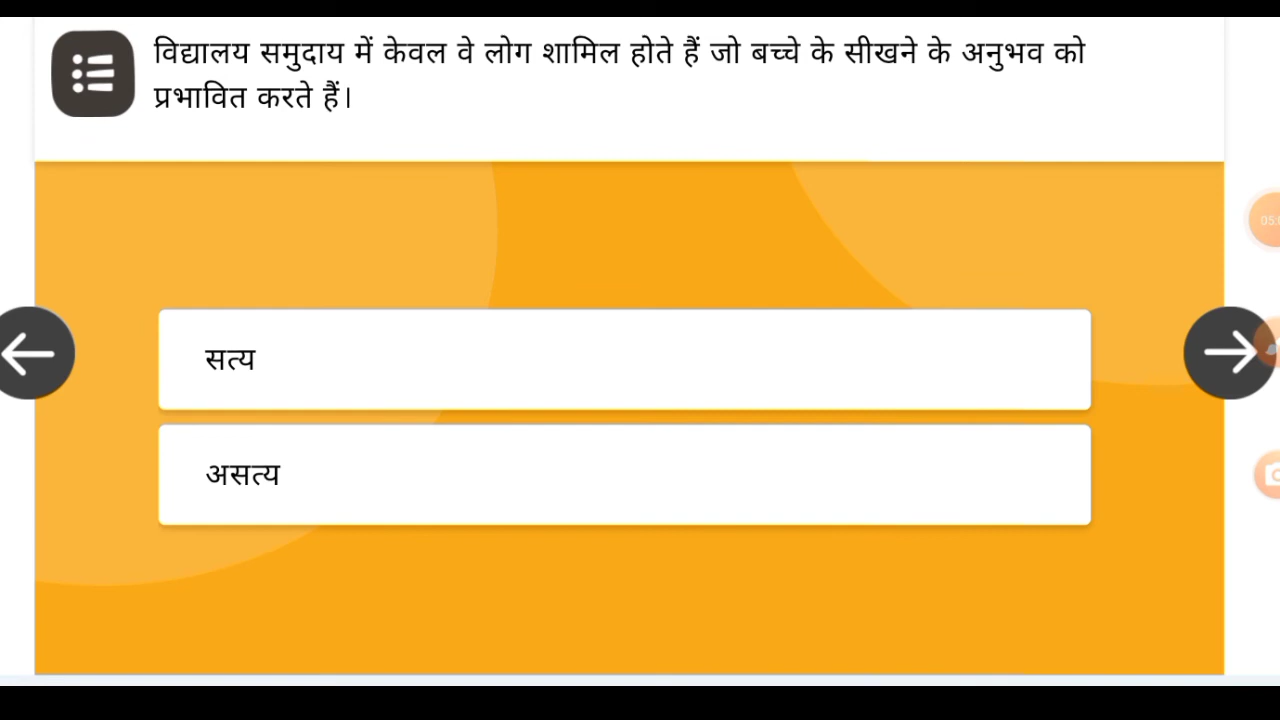 विद्यालय समुदाय में केवल वे लोग शामिल होते हैं जो बच्चे के सीखने के अनुभव को
प्रभावित करते हैं।
सत्य
असत्य